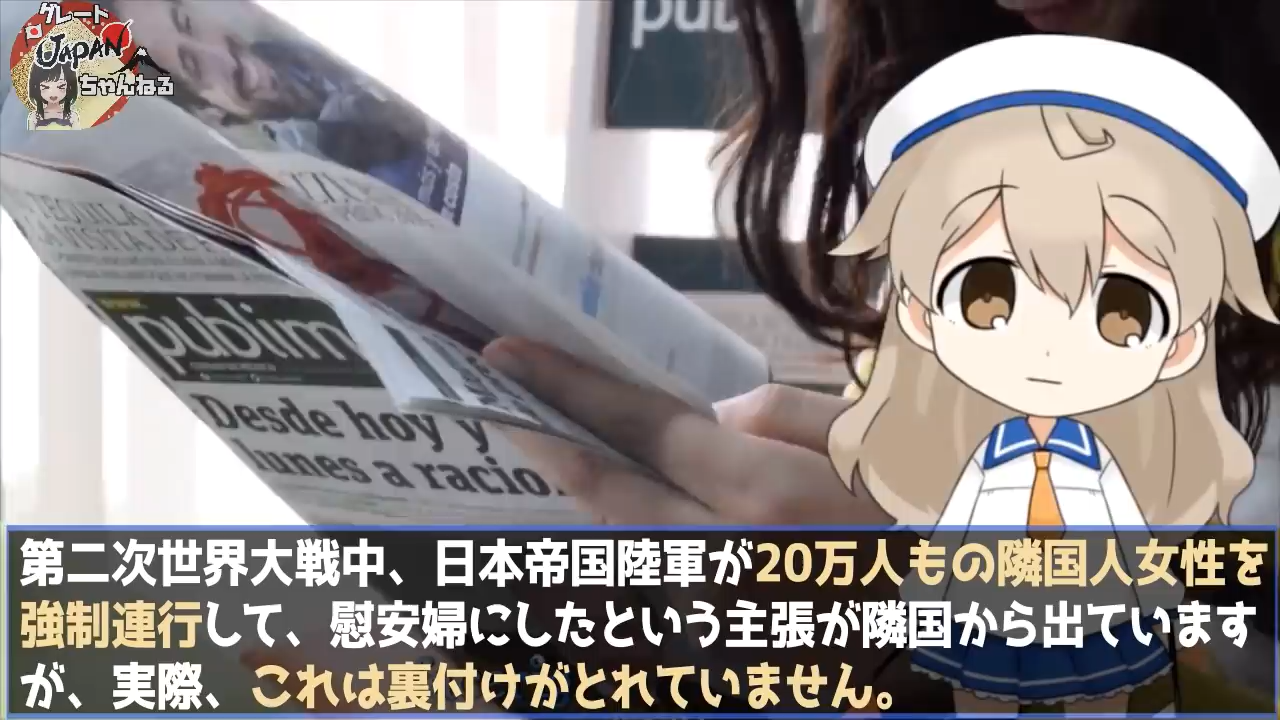 グレート
JAPAN
ちゃんねる
pub
publim
Desde hoy y
lunes a racio
第二次世界大戦中、日本帝国陸軍が20万人もの隣国人女性を
強制連行して、慰安婦にしたという主張が隣国から出ています
が、実際、これは裏付けがとれていません。